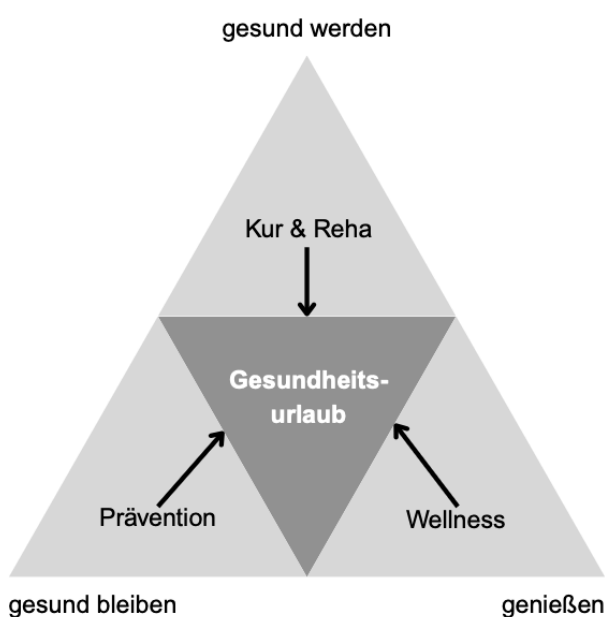 gesund werden
Kur & Reha
Gesundheits-
urlaub
Prävention
Wellness
gesund bleiben
genießen